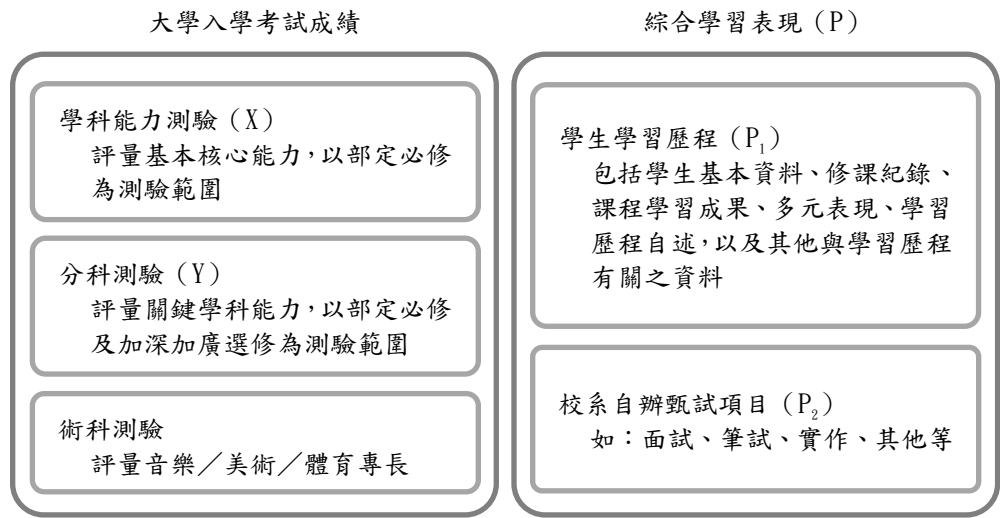 大學入學考試成績
學科能力測驗（X）
評量基本核心能力，以部定必修
為測驗範圍
分科測驗（Y）
評量關鍵學科能力，以部定必修
及加深加廣選修為測驗範圍
術科測驗
評量音樂／美術／體育專長
綜合學習表現（P）
學生學習歷程（P₁）
包括學生基本資料、修課紀錄、
課程學習成果、多元表現、學習
歷程自述，以及其他與學習歷程
有關之資料
校系自辦甄試項目（P₂）
如：面試、筆試、實作、其他等